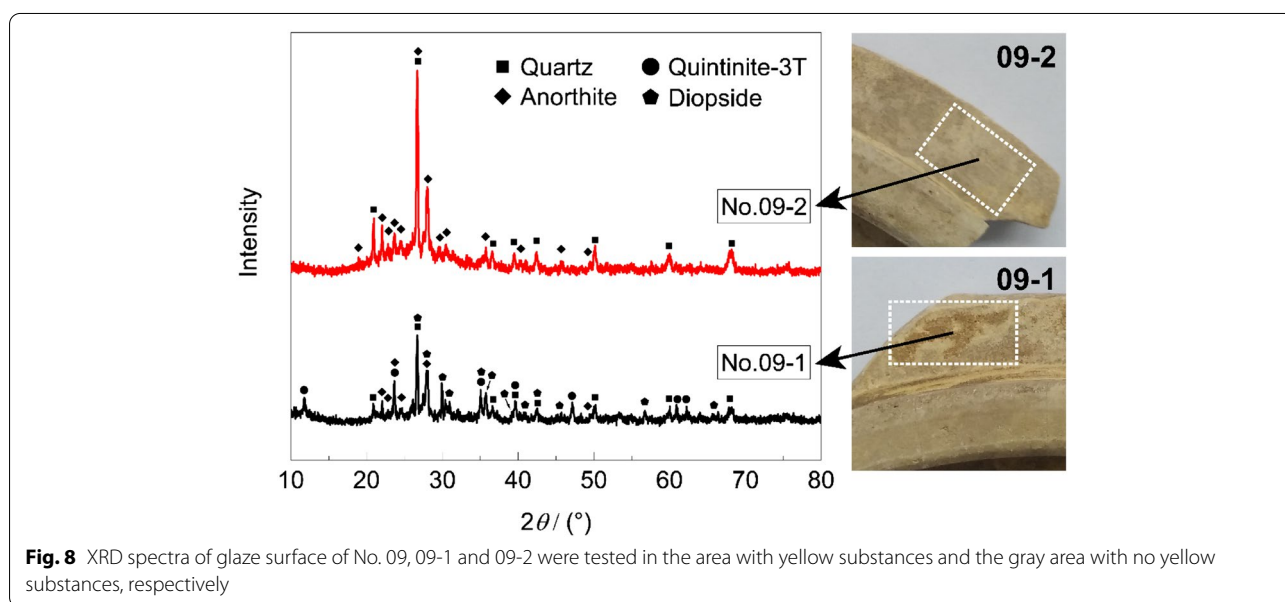 ■ Quartz ● Quintinite-3T
◆ Anorthite ⬟ Diopside
Intensity
No.09-2
No.09-1
09-2
09-1
10 20 30 40 50 60 70 80
2θ / (°)
Fig. 8 XRD spectra of glaze surface of No. 09, 09-1 and 09-2 were tested in the area with yellow substances and the gray area with no yellow
substances, respectively